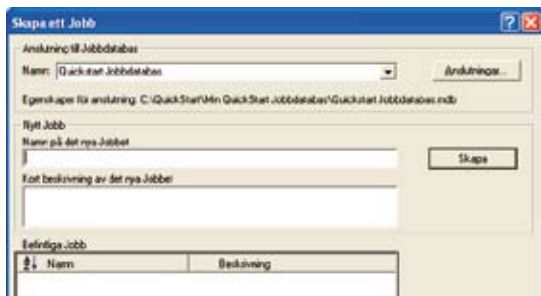 Skapa ett Jobb
Anslutning till Jobbdatabas
Namn: Quickstart Jobbdatabas
Anslutningar...
Egenskaper för anslutning: C:\QuickStart\Min QuickStart Jobbdatabas\Quickstart Jobbdatabas.mdb
Nytt Jobb
Namn på det nya Jobbet
Skapa
Kort beskrivning av det nya Jobbet
Befintliga Jobb
Namn Beskrivning